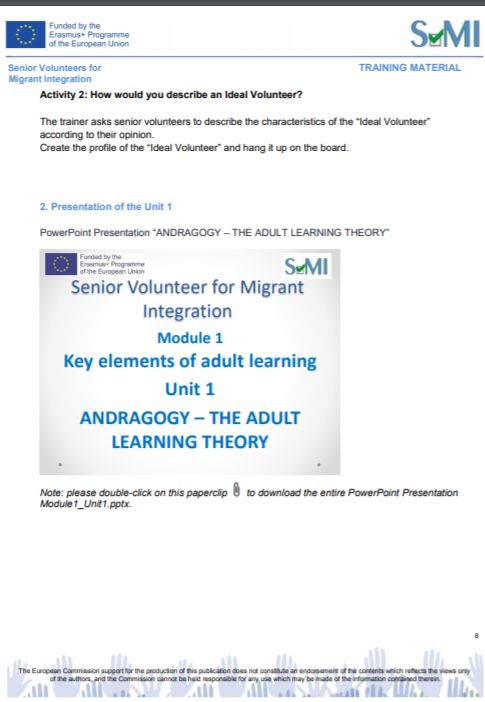 Funded by the
Erasmus+ Programme
of the European Union
SeMI
Senior Volunteers for
Migrant Integration
TRAINING MATERIAL
Activity 2: How would you describe an Ideal Volunteer?
The trainer asks senior volunteers to describe the characteristics of the “Ideal Volunteer”
according to their opinion.
Create the profile of the “Ideal Volunteer” and hang it up on the board.
2. Presentation of the Unit 1
PowerPoint Presentation “ANDRAGOGY – THE ADULT LEARNING THEORY”
Funded by the
Erasmus+ Programme
of the European Union
SeMI
Senior Volunteer for Migrant
Integration
Module 1
Key elements of adult learning
Unit 1
ANDRAGOGY – THE ADULT
LEARNING THEORY
Note: please double-click on this paperclip to download the entire PowerPoint Presentation
Module1_Unit1.pptx.
8
The European Commission support for the production of this publication does not constitute an endorsement of the contents which reflects the views only
of the authors, and the Commission cannot be held responsible for any use which may be made of the information contained therein.